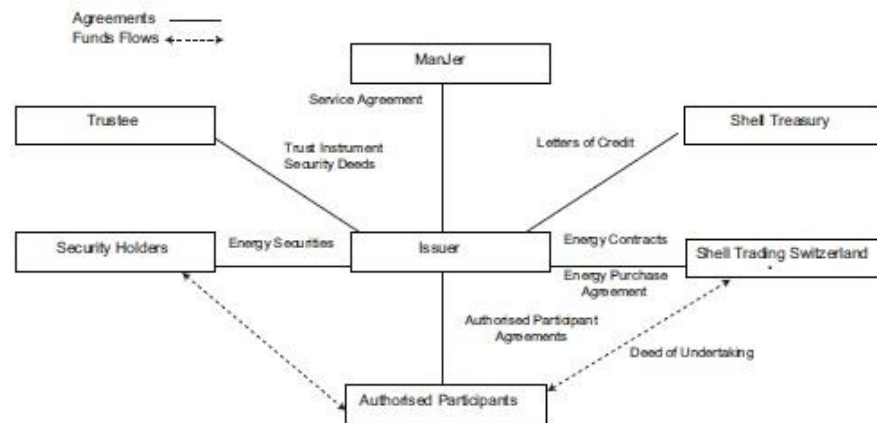 Agreements
Funds Flows
ManJer
Service Agreement
Trustee
Shell Treasury
Trust Instrument
Security Deeds
Letters of Credit
Security Holders
Energy Securities
Issuer
Energy Contracts
Shell Trading Switzerland
Energy Purchase
Agreement
Authorised Participant
Agreements
Deed of Undertaking
Authorised Participants